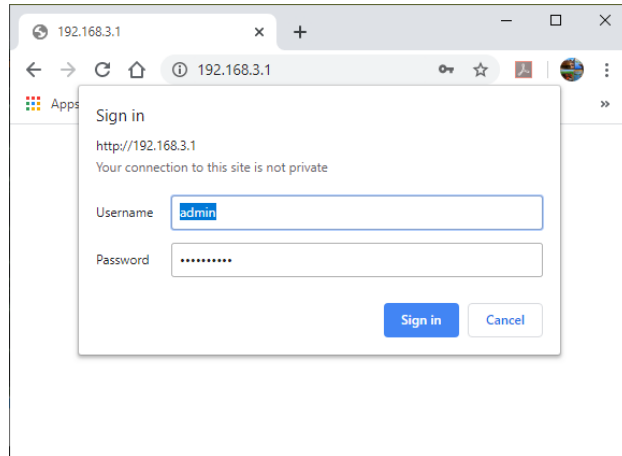 192.168.3.1
192.168.3.1
Apps
Sign in
http://192.168.3.1
Your connection to this site is not private
Username admin
Password ••••••••••
Sign in Cancel